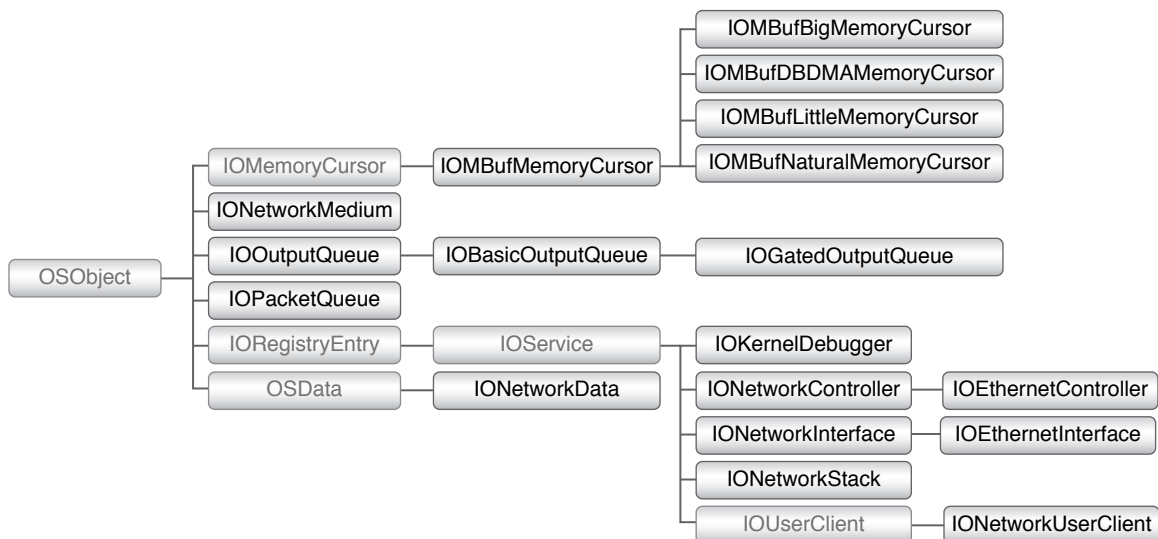 IOMBufBigMemoryCursor
IOMBufDBDMAMemoryCursor
IOMBufLittleMemoryCursor
IOMemoryCursor
IOMBufMemoryCursor
IOMBufNaturalMemoryCursor
IONetworkMedium
IOOutputQueue
IOBasicOutputQueue
IOGatedOutputQueue
OSObject
IOPacketQueue
IORegistryEntry
IOService
IOKernelDebugger
OSData
IONetworkData
IONetworkController
IOEthernetController
IONetworkInterface
IOEthernetInterface
IONetworkStack
IOUserClient
IONetworkUserClient